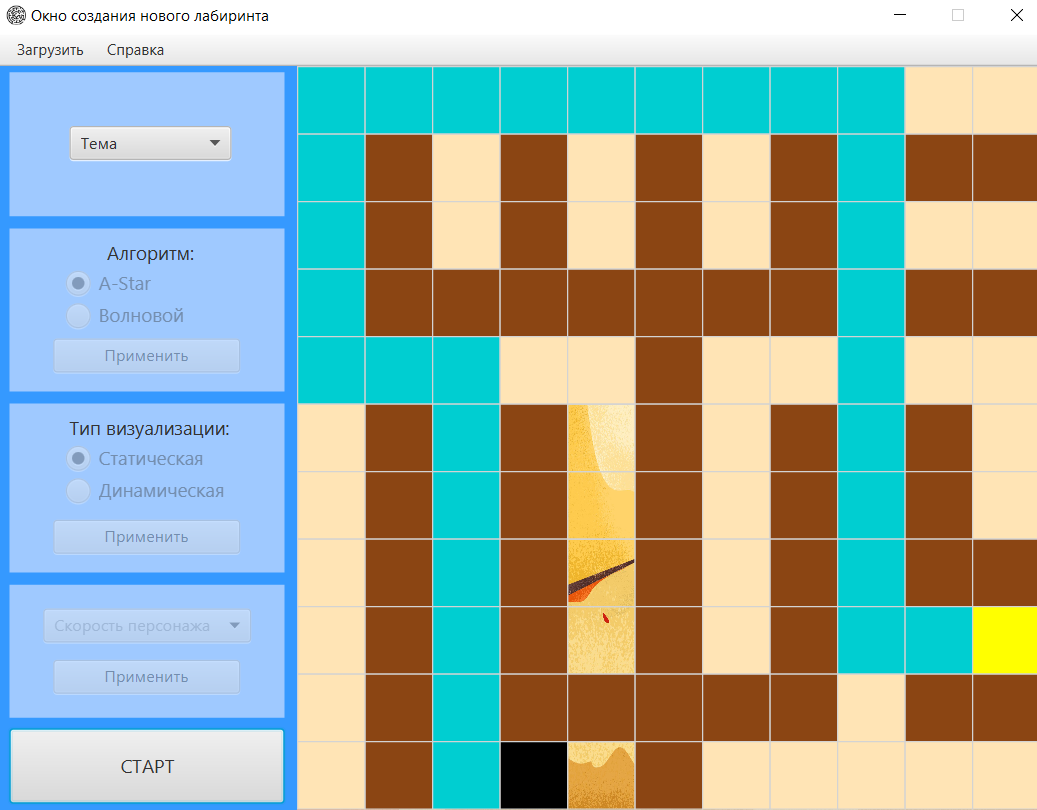 Окно создания нового лабиринта
Загрузить Справка
Тема
Алгоритм:
A-Star
Волновой
Применить
Тип визуализации:
Статическая
Динамическая
Применить
Скорость персонажа
Применить
СТАРТ